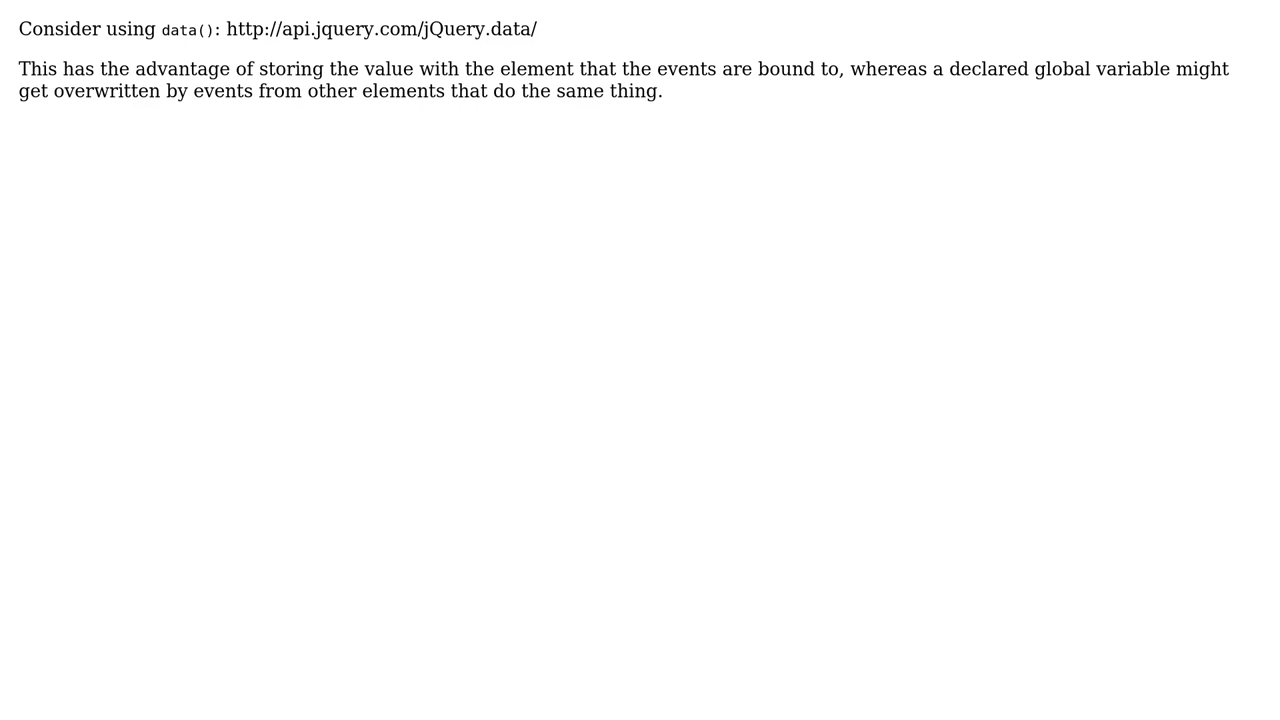 Consider using data(): http://api.jquery.com/jQuery.data/
This has the advantage of storing the value with the element that the events are bound to, whereas a declared global variable might
get overwritten by events from other elements that do the same thing.